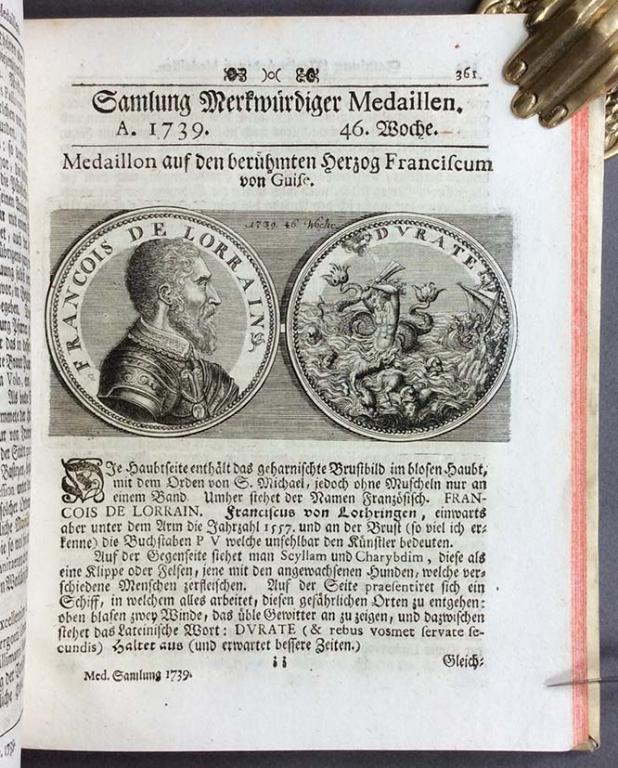 361.
Samlung Merkwürdiger Medaillen.
A. 1739. 46. Woche.
Medaillon auf den berühmten Herzog Franciscum
von Guise.
1739. 46 Woche.
FRANCOIS DE LORRAIN
DVRATE
DIe Haubtseite enthält das geharnischte Brustbild im blosen Haubt,
mit dem Orden von S. Michael, jedoch ohne Muscheln nur an
einem Band. Umher stehet der Namen Französisch. FRAN-
COIS DE LORRAIN. Franciscus von Lothringen, einwarts
aber unter dem Arm die Jahrzahl 1557. und an der Brust (so viel ich er-
kenne) die Buchstaben P V welche unfehlbar den Künstler bedeuten.
Auf der Gegenseite siehet man Scyllam und Charybdim, diese als
eine Klippe oder Felsen, jene mit den angewachsenen Hunden, welche ver-
schiedene Menschen zerfleischen. Auf der Seite praesentiret sich ein
Schiff, in welchem alles arbeitet, diesen gefährlichen Orten zu entgehen:
oben blasen zwey Winde, das üble Gewitter an zu zeigen, und dazwischen
stehet das Lateinische Wort: DVRATE (& rebus vosmet servate se-
cundis) Haltet aus (und erwartet bessere Zeiten.)
Gleich-
Med. Samlung 1739.